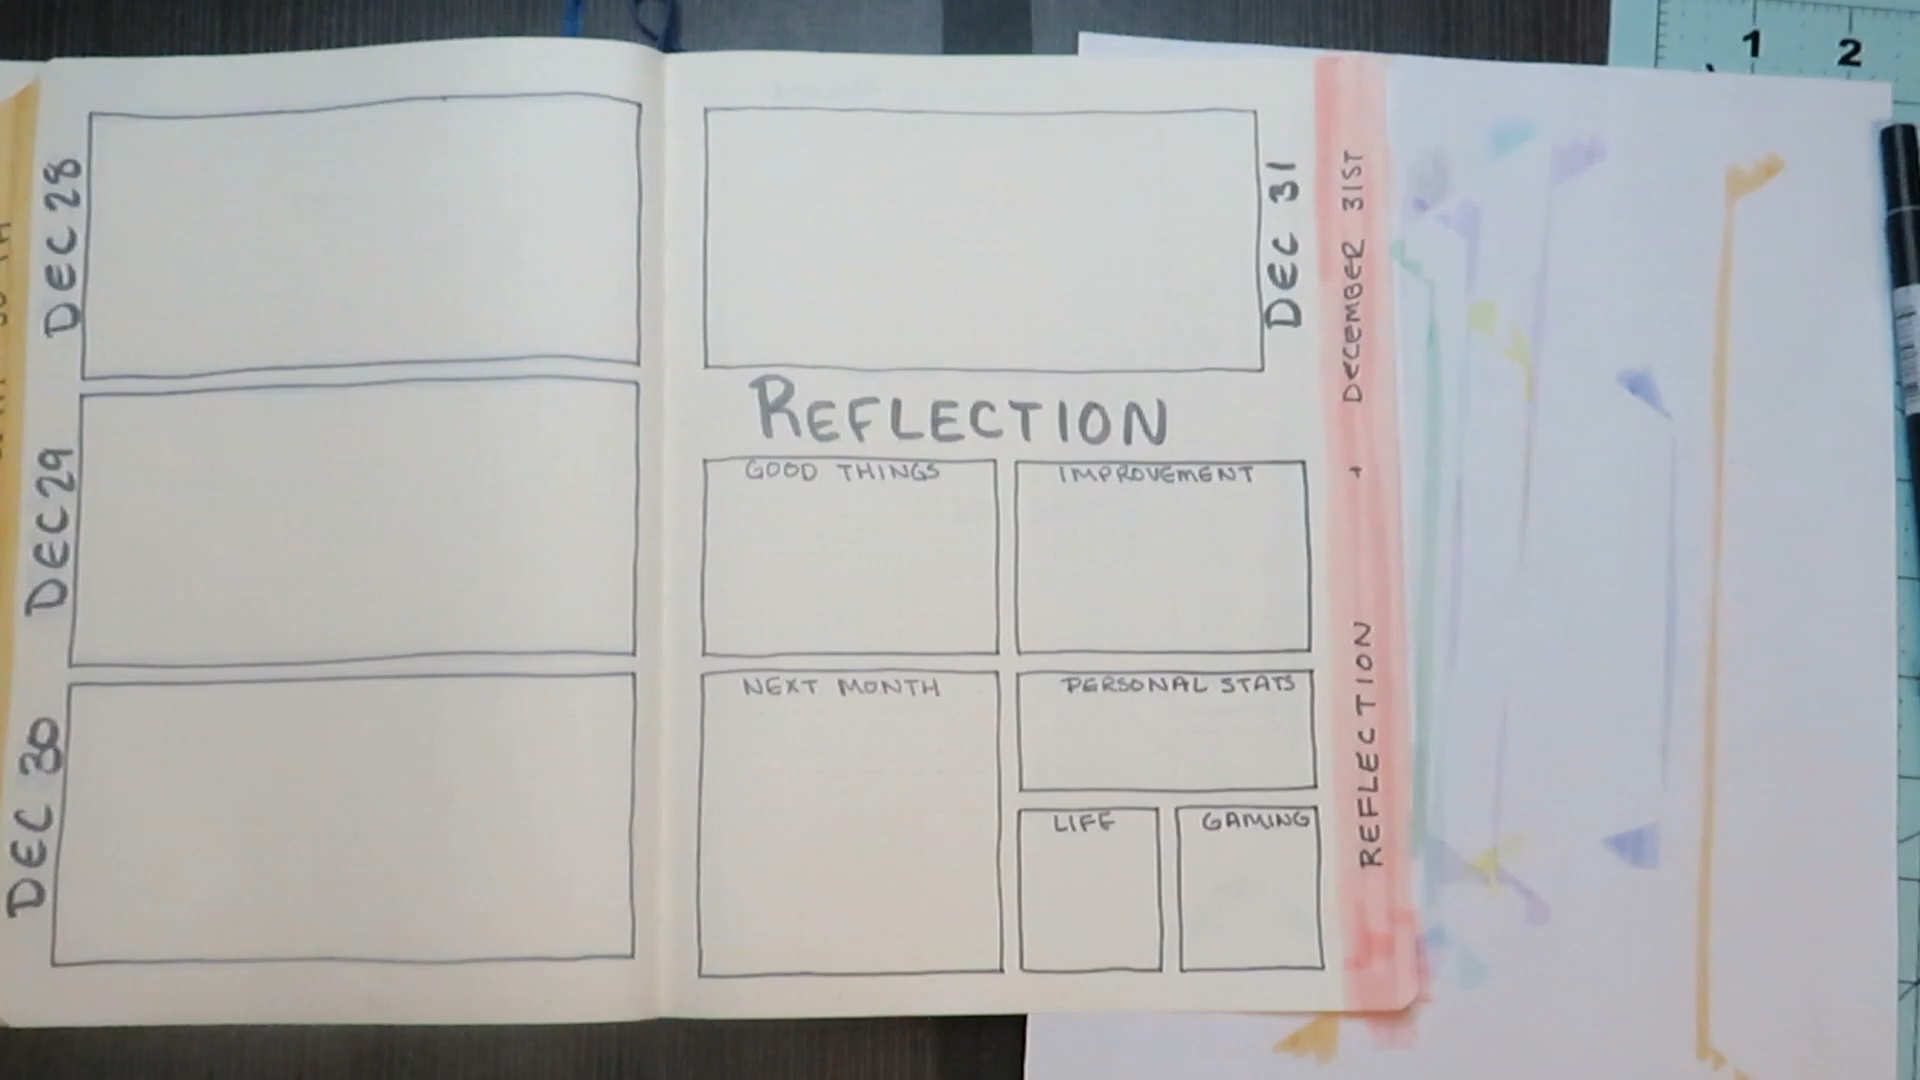 DEC 28
DEC 29
DEC 30
DEC 31
REFLECTION
GOOD THINGS
IMPROVEMENT
NEXT MONTH
PERSONAL STATS
LIFE
GAMING
REFLECTION + DECEMBER 31ST
1 2